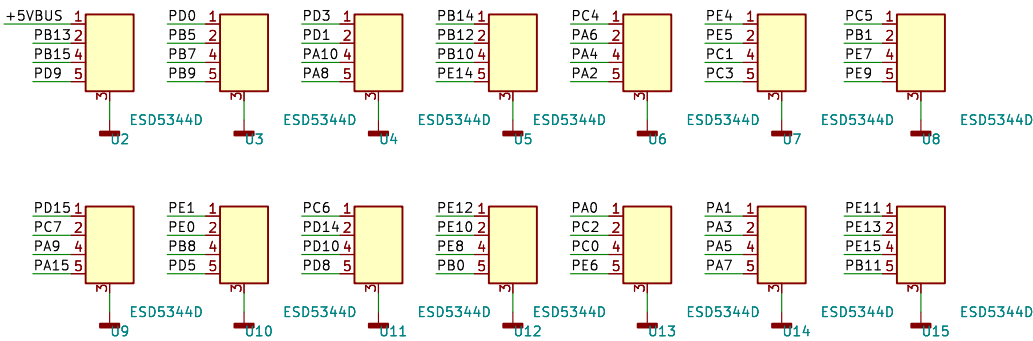 +5VBUS 1 PD0 1 PD3 1 PB14 1 PC4 1 PE4 1 PC5 1
PB13 2 PB5 2 PD1 2 PB12 2 PA6 2 PE5 2 PB1 2
PB15 4 PB7 4 PA10 4 PB10 4 PA4 4 PC1 4 PE7 4
PD9 5 PB9 5 PA8 5 PE14 5 PA2 5 PC3 5 PE9 5
3 3 3 3 3 3 3
ESD5344D ESD5344D ESD5344D ESD5344D ESD5344D ESD5344D ESD5344D
U2 U3 U4 U5 U6 U7 U8
PD15 1 PE1 1 PC6 1 PE12 1 PA0 1 PA1 1 PE11 1
PC7 2 PE0 2 PD14 2 PE10 2 PC2 2 PA3 2 PE13 2
PA9 4 PB8 4 PD10 4 PE8 4 PC0 4 PA5 4 PE15 4
PA15 5 PD5 5 PD8 5 PB0 5 PE6 5 PA7 5 PB11 5
3 3 3 3 3 3 3
ESD5344D ESD5344D ESD5344D ESD5344D ESD5344D ESD5344D ESD5344D
U9 U10 U11 U12 U13 U14 U15